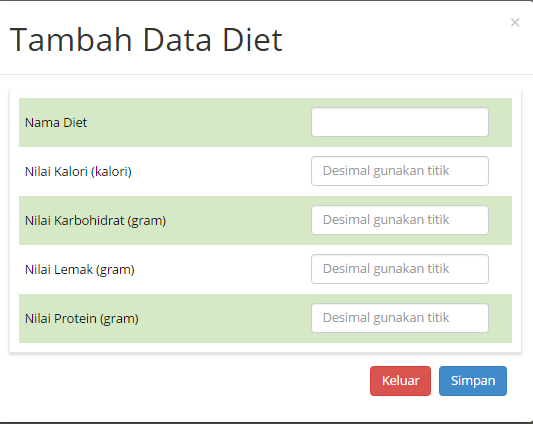 ×
Tambah Data Diet
Nama Diet
Nilai Kalori (kalori) Desimal gunakan titik
Nilai Karbohidrat (gram) Desimal gunakan titik
Nilai Lemak (gram) Desimal gunakan titik
Nilai Protein (gram) Desimal gunakan titik
Keluar Simpan